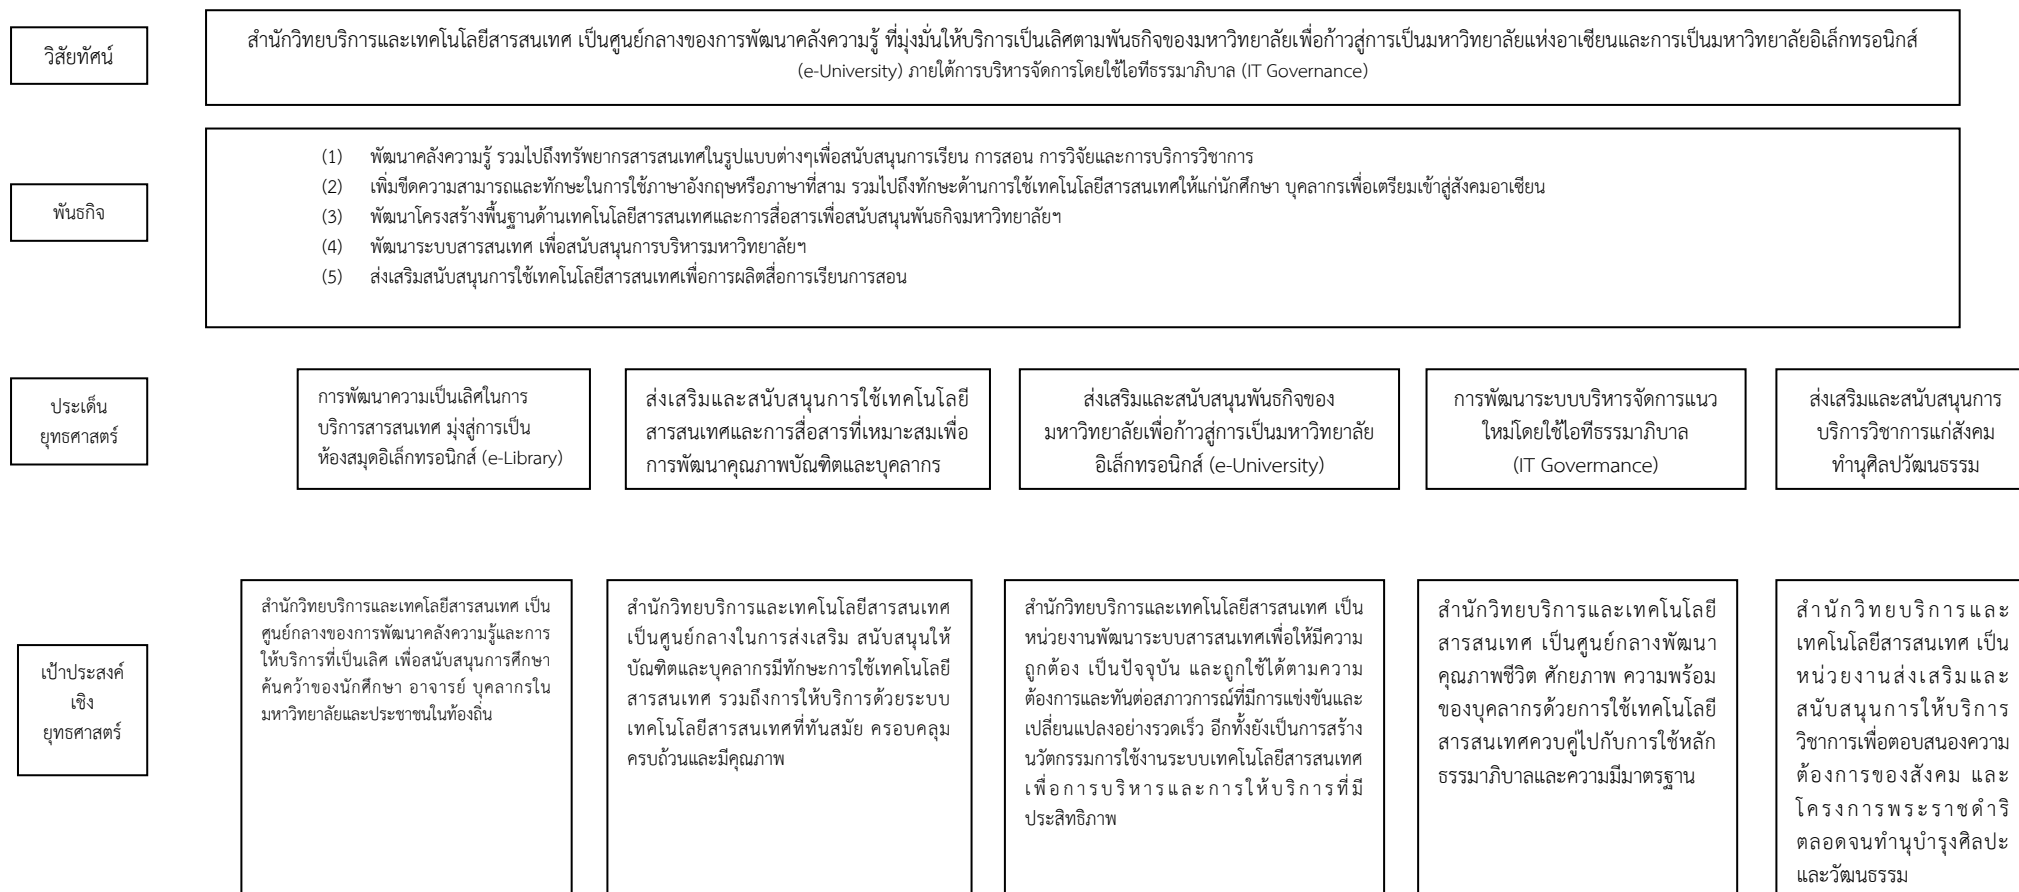 วิสัยทัศน์
สำนักวิทยบริการและเทคโนโลยีสารสนเทศ เป็นศูนย์กลางของการพัฒนาคลังความรู้ ที่มุ่งมั่นให้บริการเป็นเลิศตามพันธกิจของมหาวิทยาลัยเพื่อก้าวสู่การเป็นมหาวิทยาลัยแห่งอาเซียนและการเป็นมหาวิทยาลัยอิเล็กทรอนิกส์
(e-University) ภายใต้การบริหารจัดการโดยใช้ไอทีธรรมาภิบาล (IT Governance)
พันธกิจ
(1) พัฒนาคลังความรู้ รวมไปถึงทรัพยากรสารสนเทศในรูปแบบต่างๆเพื่อสนับสนุนการเรียน การสอน การวิจัยและการบริการวิชาการ
(2) เพิ่มขีดความสามารถและทักษะในการใช้ภาษาอังกฤษหรือภาษาที่สาม รวมไปถึงทักษะด้านการใช้เทคโนโลยีสารสนเทศให้แก่นักศึกษา บุคลากรเพื่อเตรียมเข้าสู่สังคมอาเซียน
(3) พัฒนาโครงสร้างพื้นฐานด้านเทคโนโลยีสารสนเทศและการสื่อสารเพื่อสนับสนุนพันธกิจมหาวิทยาลัยฯ
(4) พัฒนาระบบสารสนเทศ เพื่อสนับสนุนการบริหารมหาวิทยาลัยฯ
(5) ส่งเสริมสนับสนุนการใช้เทคโนโลยีสารสนเทศเพื่อการผลิตสื่อการเรียนการสอน
ประเด็น
ยุทธศาสตร์
การพัฒนาความเป็นเลิศในการ
บริการสารสนเทศ มุ่งสู่การเป็น
ห้องสมุดอิเล็กทรอนิกส์ (e-Library)
ส่งเสริมและสนับสนุนการใช้เทคโนโลยี
สารสนเทศและการสื่อสารที่เหมาะสมเพื่อ
การพัฒนาคุณภาพบัณฑิตและบุคลากร
ส่งเสริมและสนับสนุนพันธกิจของ
มหาวิทยาลัยเพื่อก้าวสู่การเป็นมหาวิทยาลัย
อิเล็กทรอนิกส์ (e-University)
การพัฒนาระบบบริหารจัดการแนว
ใหม่โดยใช้ไอทีธรรมาภิบาล
(IT Govermance)
ส่งเสริมและสนับสนุนการ
บริการวิชาการแก่สังคม
ทำนุศิลปวัฒนธรรม
เป้าประสงค์
เชิง
ยุทธศาสตร์
สำนักวิทยบริการและเทคโลยีสารสนเทศ เป็น
ศูนย์กลางของการพัฒนาคลังความรู้และการ
ให้บริการที่เป็นเลิศ เพื่อสนับสนุนการศึกษา
ค้นคว้าของนักศึกษา อาจารย์ บุคลากรใน
มหาวิทยาลัยและประชาชนในท้องถิ่น
สำนักวิทยบริการและเทคโนโลยีสารสนเทศ
เป็นศูนย์กลางในการส่งเสริม สนับสนุนให้
บัณฑิตและบุคลากรมีทักษะการใช้เทคโนโลยี
สารสนเทศ รวมถึงการให้บริการด้วยระบบ
เทคโนโลยีสารสนเทศที่ทันสมัย ครอบคลุม
ครบถ้วนและมีคุณภาพ
สำนักวิทยบริการและเทคโนโลยีสารสนเทศ เป็น
หน่วยงานพัฒนาระบบสารสนเทศเพื่อให้มีความ
ถูกต้อง เป็นปัจจุบัน และถูกใช้ได้ตามความ
ต้องการและทันต่อสภาวการณ์ที่มีการแข่งขันและ
เปลี่ยนแปลงอย่างรวดเร็ว อีกทั้งยังเป็นการสร้าง
นวัตกรรมการใช้งานระบบเทคโนโลยีสารสนเทศ
เพื่อการบริหารและการให้บริการที่มี
ประสิทธิภาพ
สำนักวิทยบริการและเทคโนโลยี
สารสนเทศ เป็นศูนย์กลางพัฒนา
คุณภาพชีวิต ศักยภาพ ความพร้อม
ของบุคลากรด้วยการใช้เทคโนโลยี
สารสนเทศควบคู่ไปกับการใช้หลัก
ธรรมาภิบาลและความมีมาตรฐาน
สำนักวิทยบริการและ
เทคโนโลยีสารสนเทศ เป็น
หน่วยงานส่งเสริมและ
สนับสนุนการให้บริการ
วิชาการเพื่อตอบสนองความ
ต้องการของสังคม และ
โครงการพระราชดำริ
ตลอดจนทำนุบำรุงศิลปะ
และวัฒนธรรม